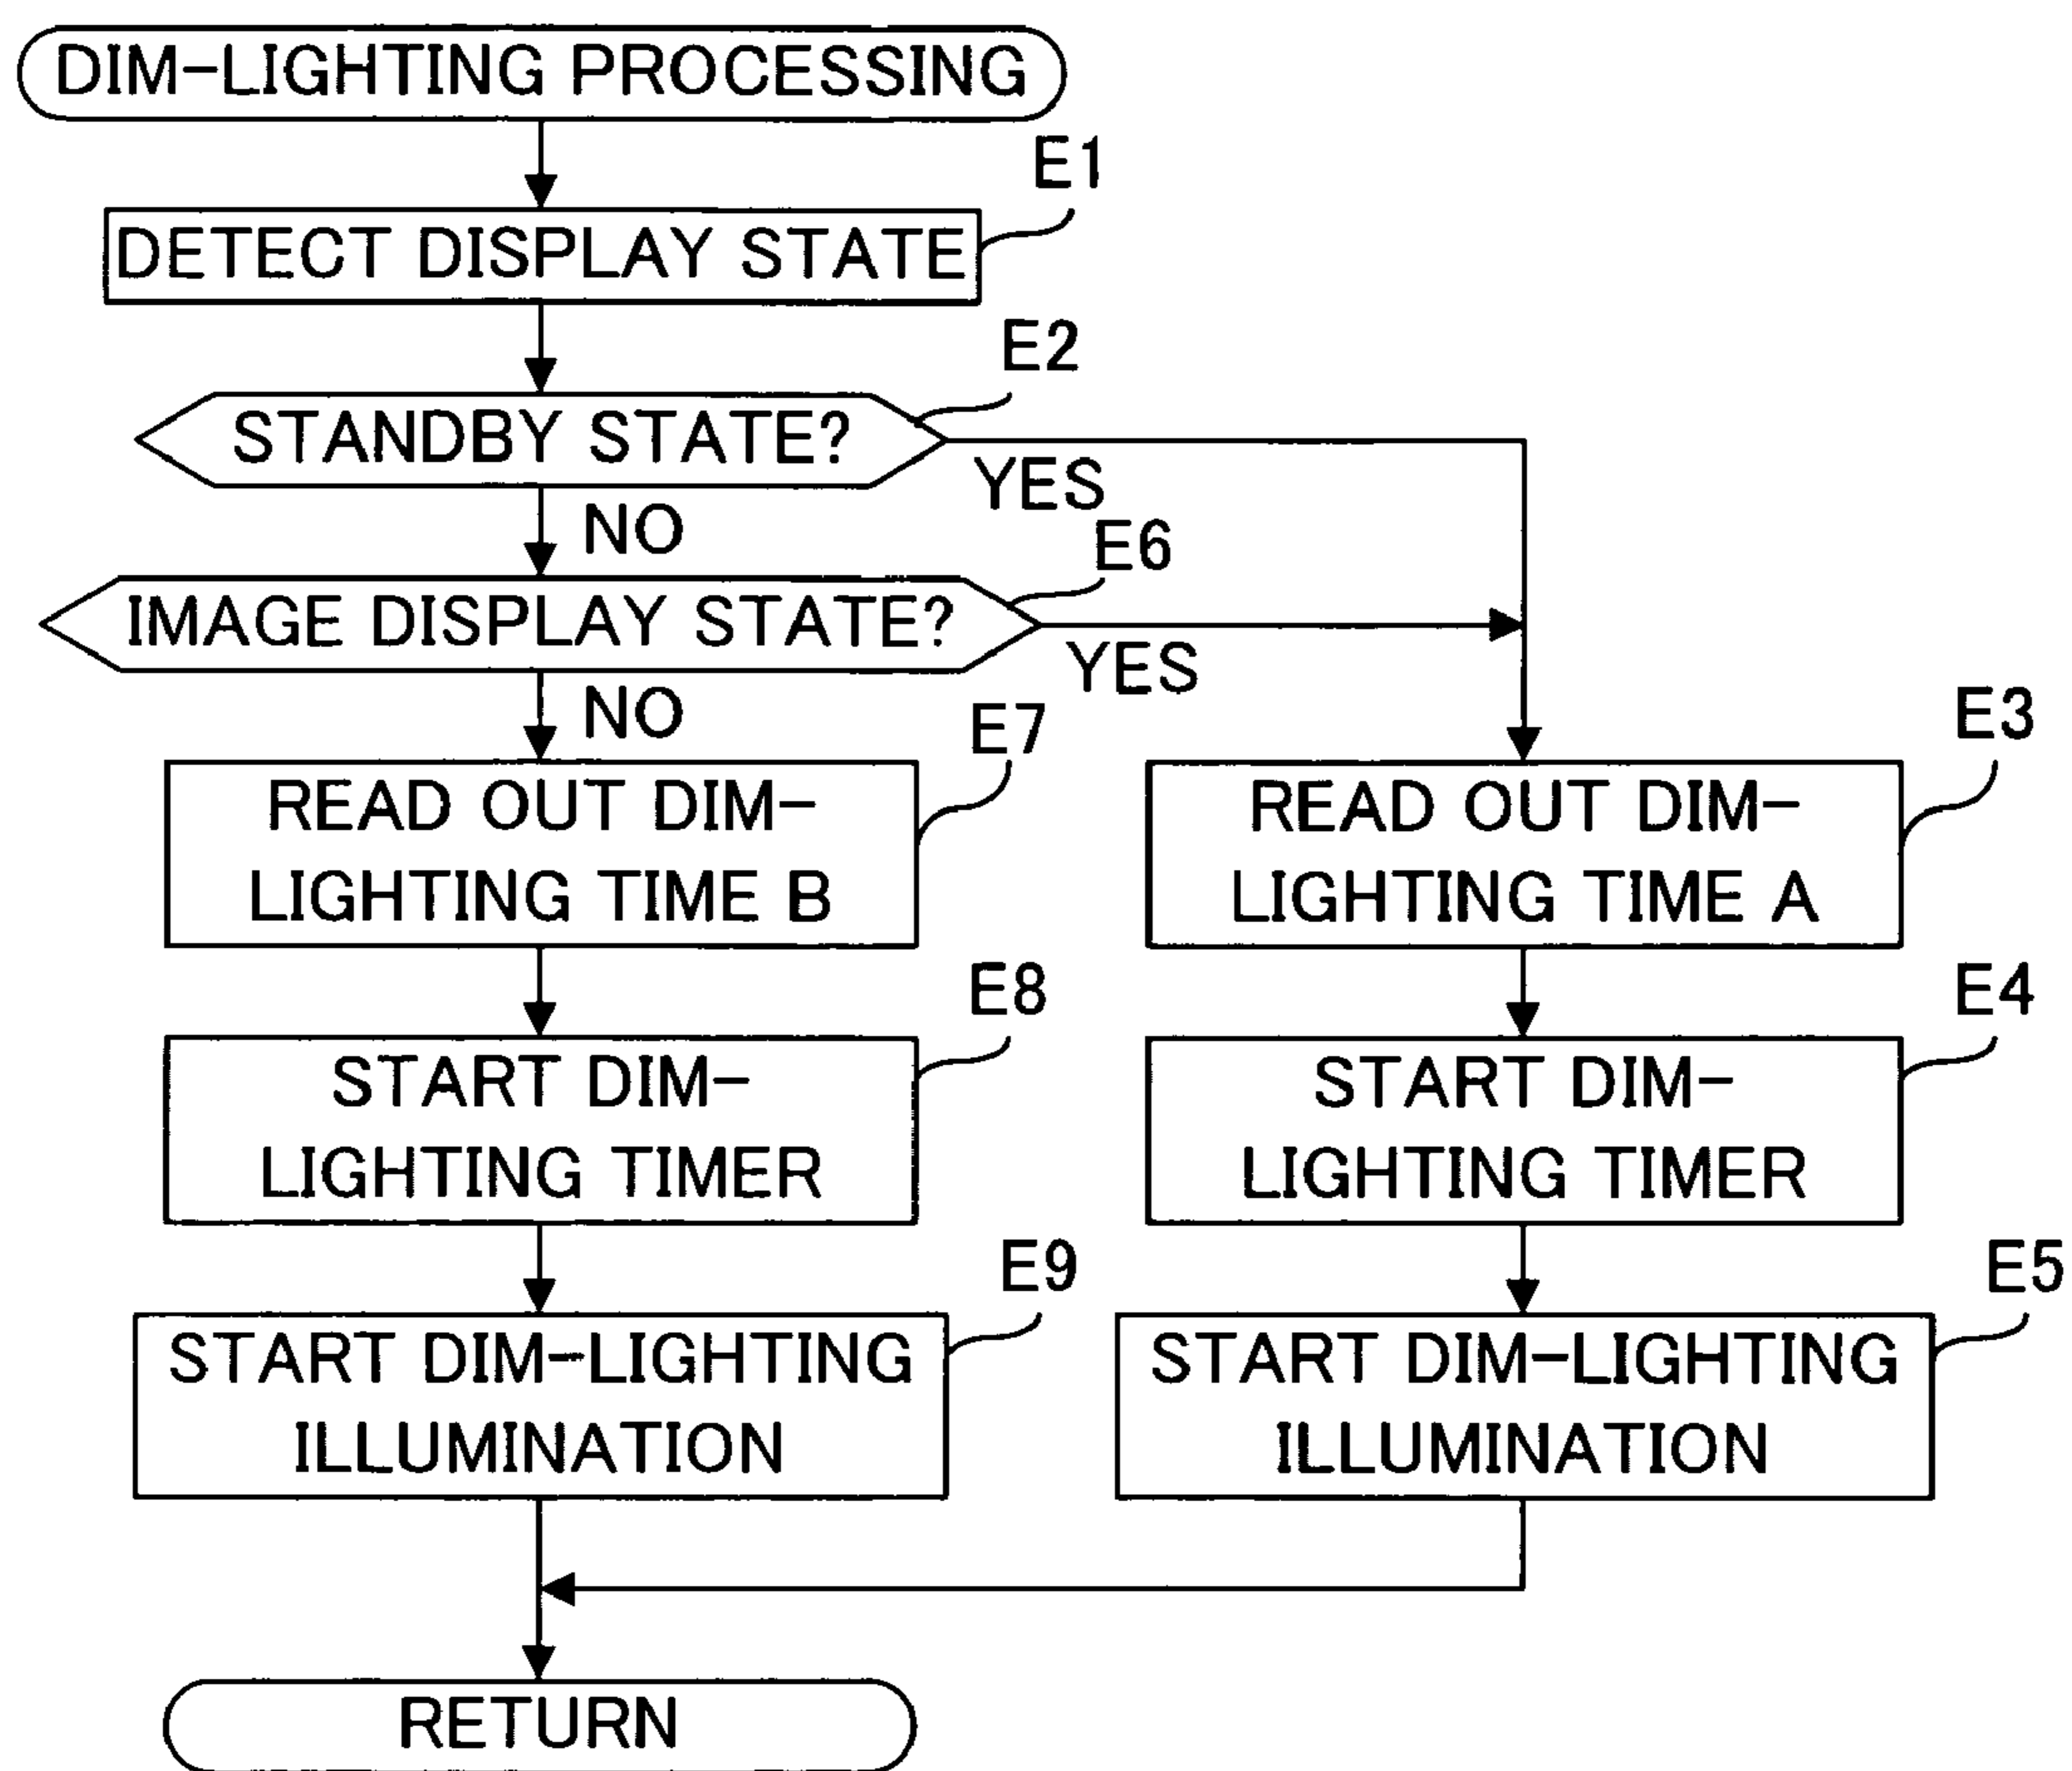 DIM-LIGHTING PROCESSING
E1
DETECT DISPLAY STATE
E2
STANDBY STATE?
YES
NO
E6
IMAGE DISPLAY STATE?
YES
NO
E7
READ OUT DIM-
LIGHTING TIME B
E3
READ OUT DIM-
LIGHTING TIME A
E8
START DIM-
LIGHTING TIMER
E4
START DIM-
LIGHTING TIMER
E9
START DIM-LIGHTING
ILLUMINATION
E5
START DIM-LIGHTING
ILLUMINATION
RETURN